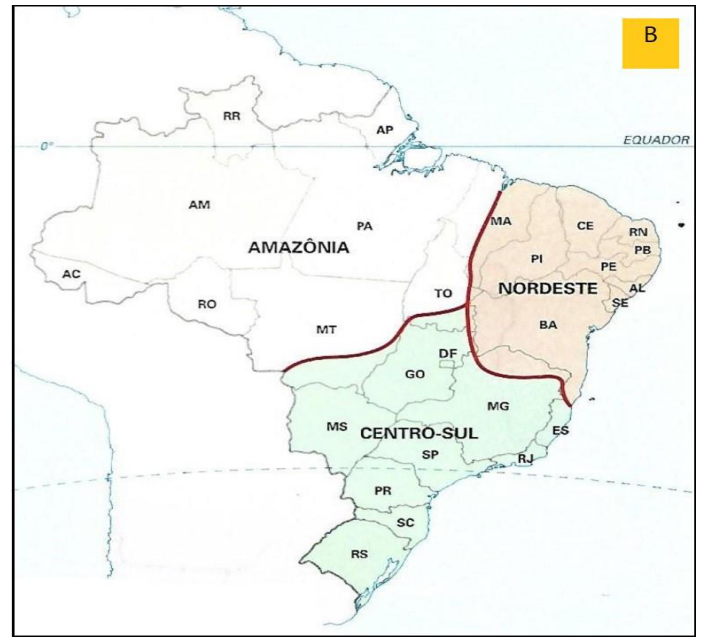 B
RR
AP
EQUADOR
0°
AM
PA
MA
CE
RN
PB
PI
PE
AMAZÔNIA
AC
NORDESTE
AL
SE
TO
RO
MT
BA
DF
GO
MG
MS
CENTRO-SUL
ES
SP
RJ
PR
SC
RS